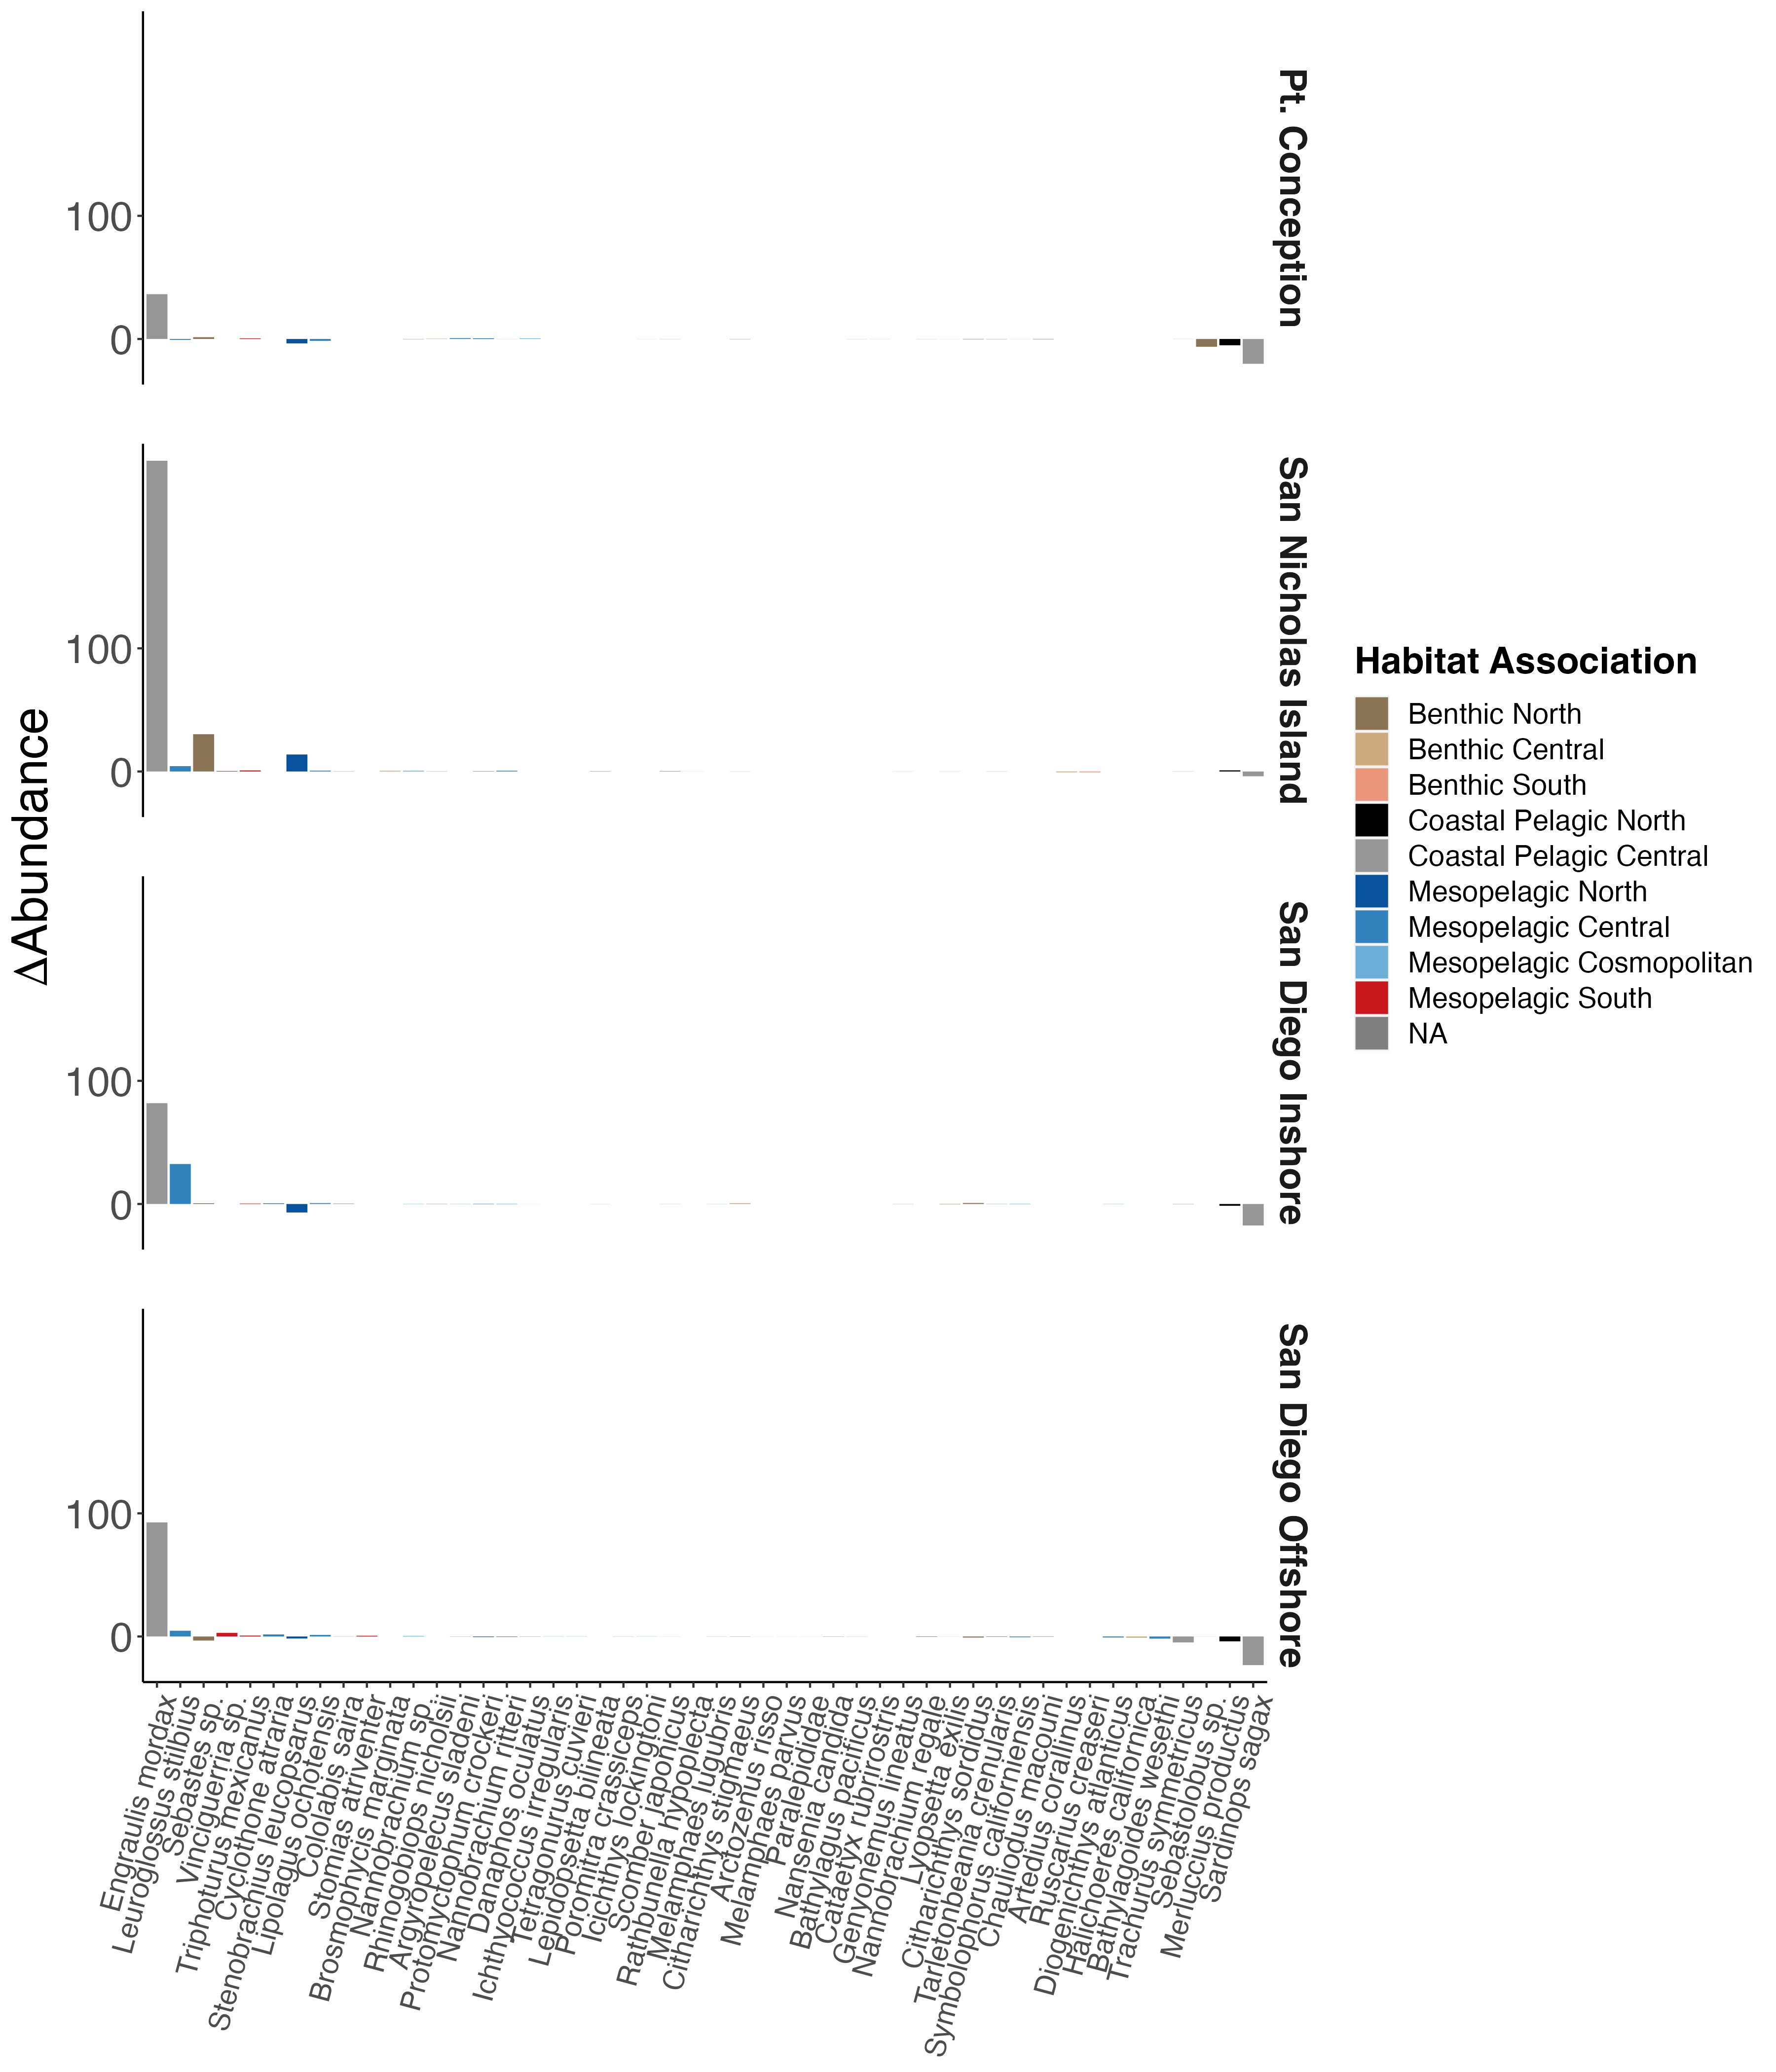 Pt. Conception
100
0
San Nicholas Island
100
0
San Diego Inshore
100
0
San Diego Offshore
100
0
ΔAbundance
Engraulis mordax
Leuroglossus stilbius
Sebastes sp.
Vinciguerria sp.
Triphoturus mexicanus
Cyclothone atraria
Stenobrachius leucopsarus
Lipolagus ochotensis
Cololabis saira
Stomias atriventer
Brosmophycis marginata
Nannobrachium sp.
Rhinogobiops nicholsii
Argyropelecus sladeni
Protomyctophum crockeri
Nannobrachium ritteri
Danaphos oculatus
Ichthyococcus irregularis
Tetragonurus cuvieri
Lepidopsetta bilineata
Poromitra crassiceps
Icichthys lockingtoni
Scomber japonicus
Rathbunella hypoplecta
Melamphaes lugubris
Citharichthys stigmaeus
Arctozenus risso
Melamphaes parvus
Paralepididae
Nansenia candida
Bathylagus pacificus
Cataetyx rubrirostris
Genyonemus lineatus
Nannobrachium regale
Lyopsetta exilis
Citharichthys sordidus
Tarletonbeania crenularis
Symbolophorus californiensis
Chauliodus macouni
Artedius corallinus
Ruscarius creaseri
Diogenichthys atlanticus
Halichoeres californica
Bathylagoides wesethi
Trachurus symmetricus
Sebastolobus sp.
Merluccius productus
Sardinops sagax
Habitat Association
Benthic North
Benthic Central
Benthic South
Coastal Pelagic North
Coastal Pelagic Central
Mesopelagic North
Mesopelagic Central
Mesopelagic Cosmopolitan
Mesopelagic South
NA